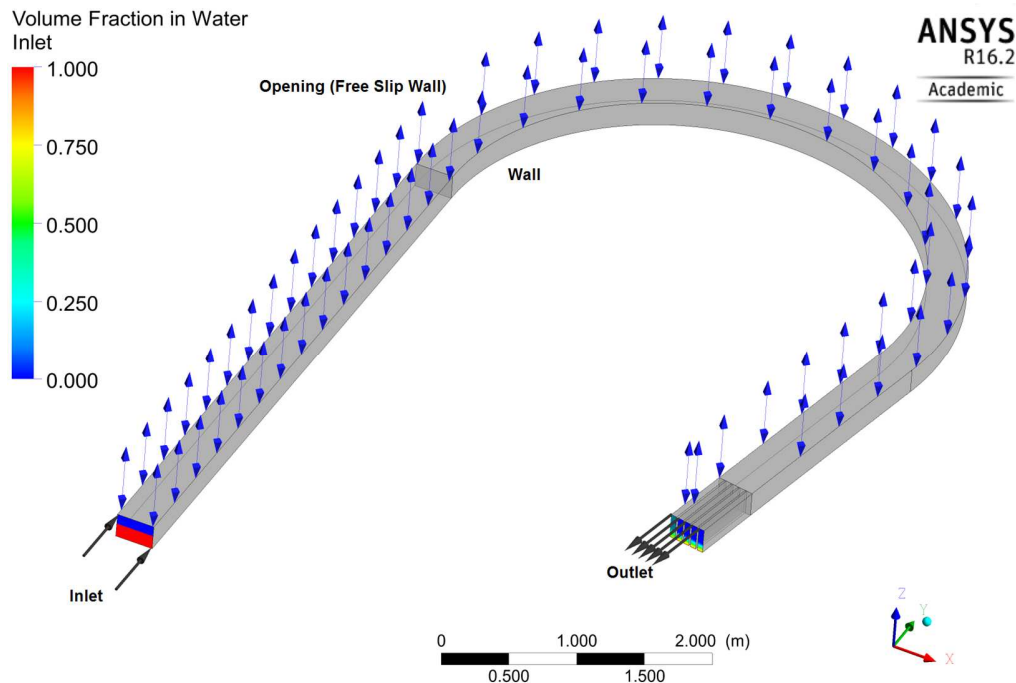 Volume Fraction in Water
Inlet
1.000
0.750
0.500
0.250
0.000
ANSYS
R16.2
Academic
Opening (Free Slip Wall)
Wall
Inlet
Outlet
0 1.000 2.000 (m)
0.500 1.500
Z
Y
X